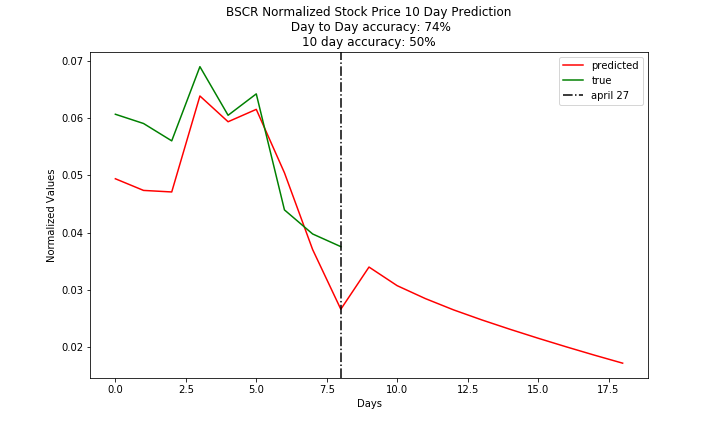 BSCR Normalized Stock Price 10 Day Prediction
Day to Day accuracy: 74%
10 day accuracy: 50%
predicted
true
april 27
0.07
0.06
0.05
0.04
0.03
0.02
Normalized Values
0.0 2.5 5.0 7.5 10.0 12.5 15.0 17.5
Days